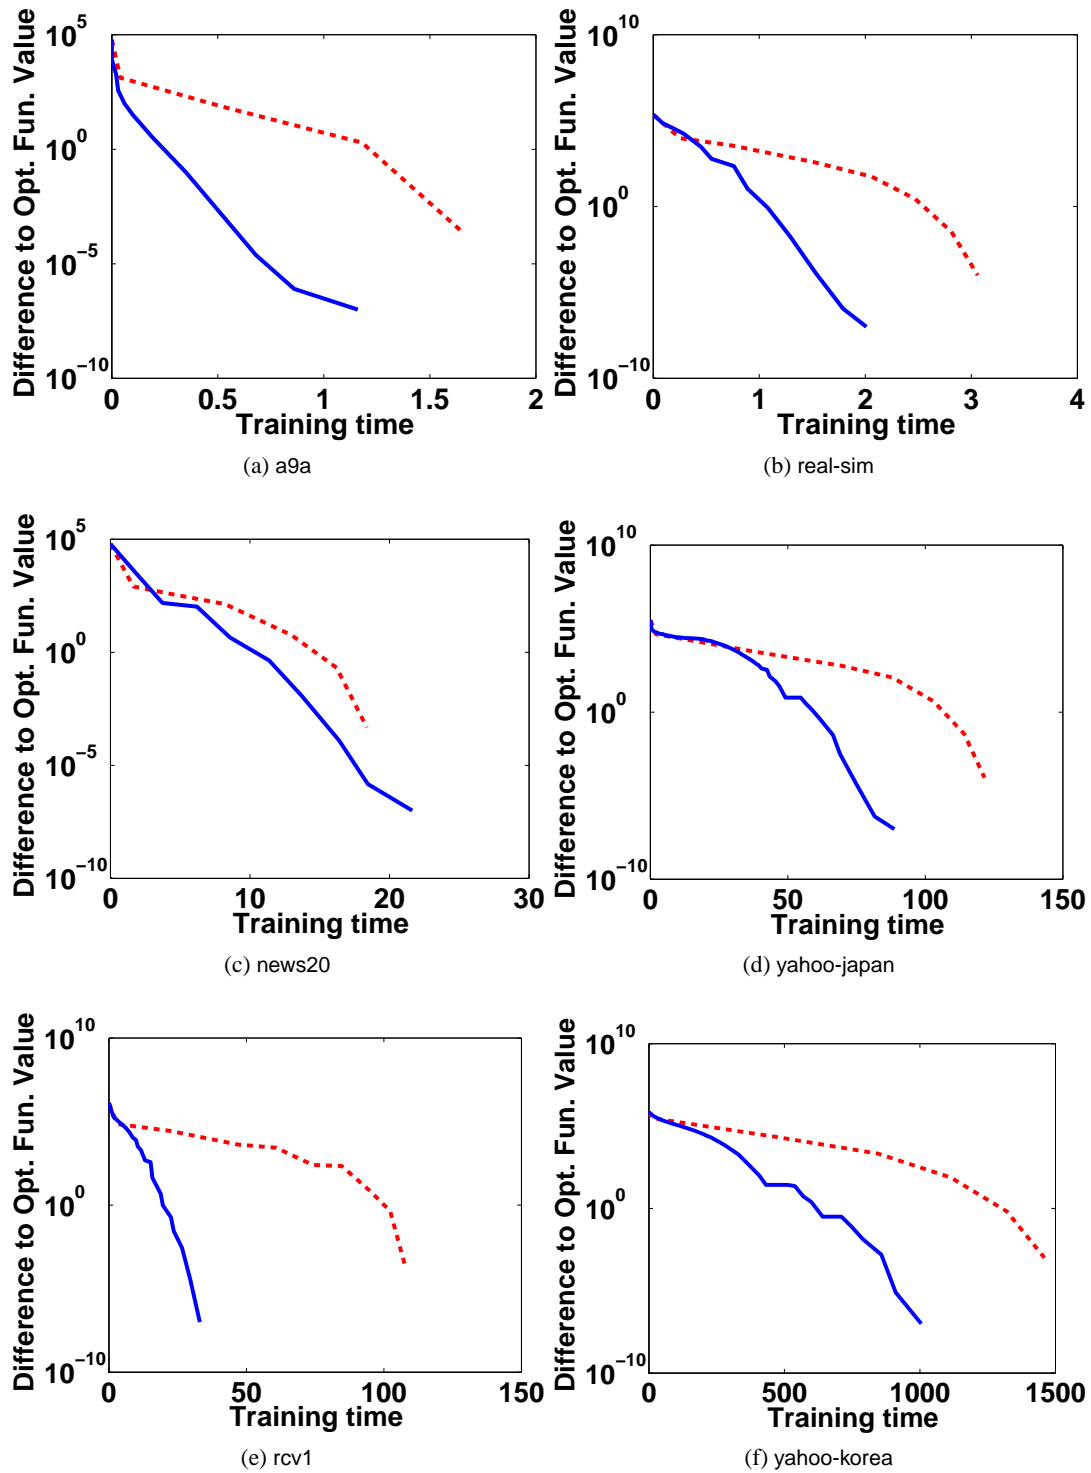 Difference to Opt. Fun. Value
10^5
10^0
10^−5
10^−10
0 0.5 1 1.5 2
Training time
(a) a9a
Difference to Opt. Fun. Value
10^10
10^0
10^−10
0 1 2 3 4
Training time
(b) real-sim
Difference to Opt. Fun. Value
10^5
10^0
10^−5
10^−10
0 10 20 30
Training time
(c) news20
Difference to Opt. Fun. Value
10^10
10^0
10^−10
0 50 100 150
Training time
(d) yahoo-japan
Difference to Opt. Fun. Value
10^10
10^0
10^−10
0 50 100 150
Training time
(e) rcv1
Difference to Opt. Fun. Value
10^10
10^0
10^−10
0 500 1000 1500
Training time
(f) yahoo-korea